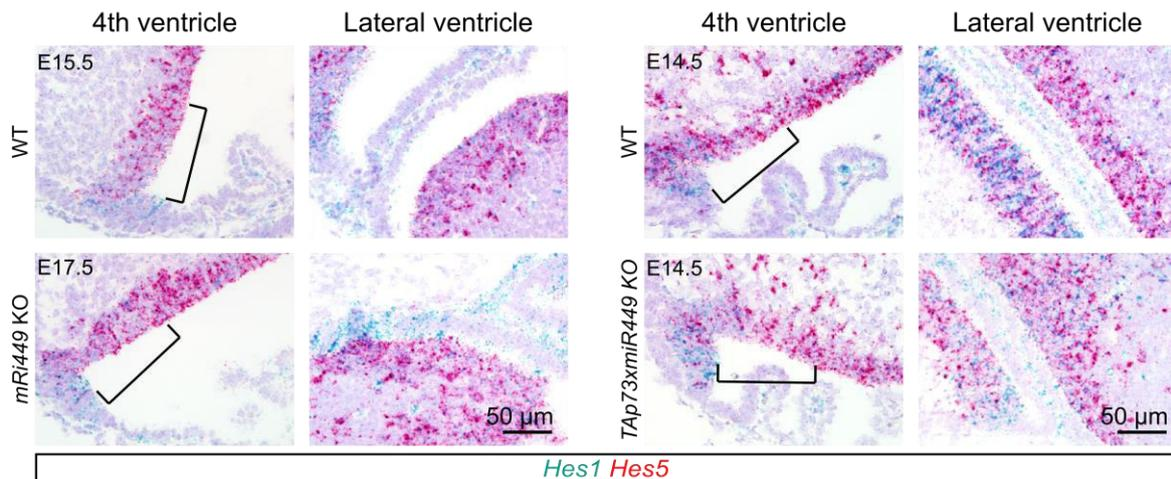 4th ventricle Lateral ventricle 4th ventricle Lateral ventricle
WT E15.5 WT E14.5
mRi449 KO E17.5 TAp73xmiR449 KO E14.5
50 µm 50 µm
Hes1 Hes5